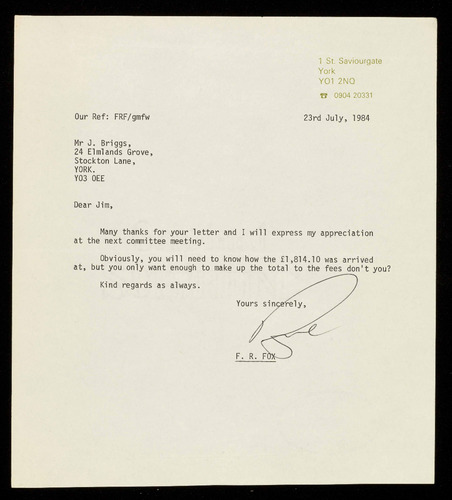 1 St. Saviourgate
York
YO1 2NQ
☎ 0904 20331
Our Ref: FRF/gmfw
23rd July, 1984
Mr J. Briggs,
24 Elmlands Grove,
Stockton Lane,
YORK.
YO3 OEE
Dear Jim,
Many thanks for your letter and I will express my appreciation
at the next committee meeting.
Obviously, you will need to know how the £1,814.10 was arrived
at, but you only want enough to make up the total to the fees don't you?
Kind regards as always.
Yours sincerely,
F. R. FOX